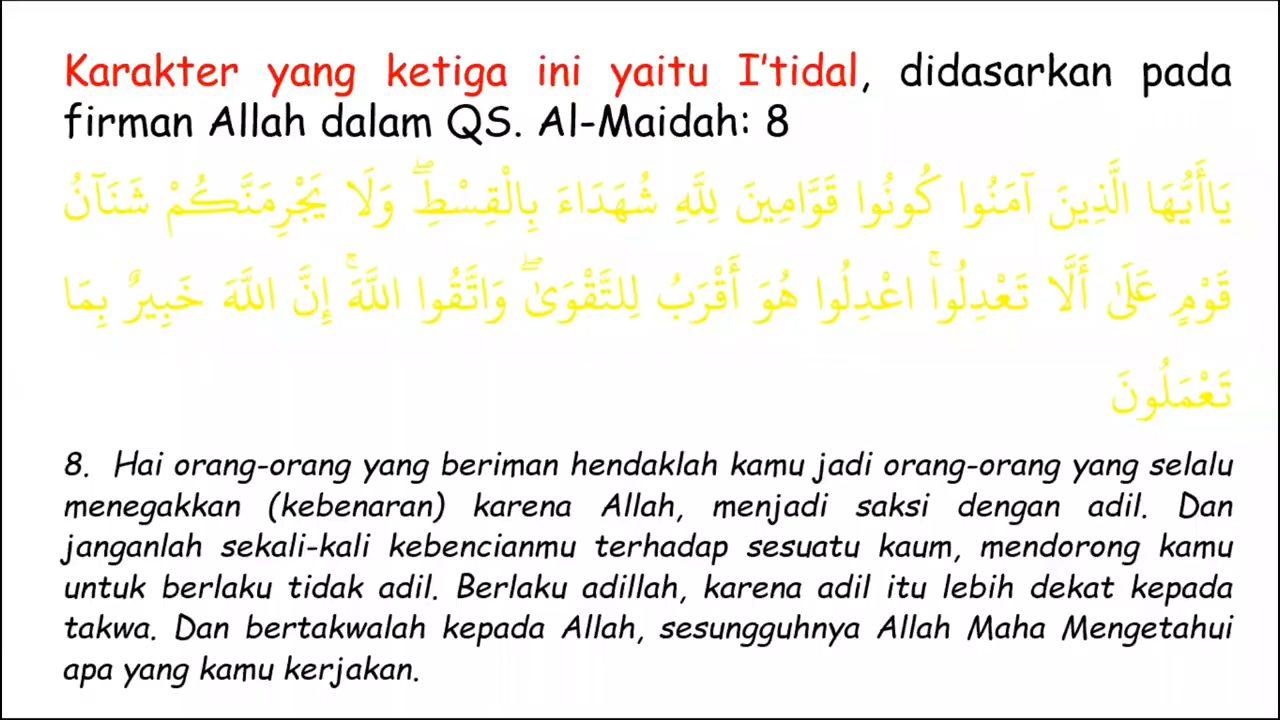 Karakter yang ketiga ini yaitu I'tidal, didasarkan pada
firman Allah dalam QS. Al-Maidah: 8
يَاأَيُّهَا الَّذِينَ آمَنُوا كُونُوا قَوَّامِينَ لِلَّهِ شُهَدَاءَ بِالْقِسْطِ ۖ وَلَا يَجْرِمَنَّكُمْ شَنَآنُ
قَوْمٍ عَلَىٰ أَلَّا تَعْدِلُوا ۚ اعْدِلُوا هُوَ أَقْرَبُ لِلتَّقْوَىٰ ۖ وَاتَّقُوا اللَّهَ ۚ إِنَّ اللَّهَ خَبِيرٌ بِمَا
تَعْمَلُونَ
8. Hai orang-orang yang beriman hendaklah kamu jadi orang-orang yang selalu
menegakkan (kebenaran) karena Allah, menjadi saksi dengan adil. Dan
janganlah sekali-kali kebencianmu terhadap sesuatu kaum, mendorong kamu
untuk berlaku tidak adil. Berlaku adillah, karena adil itu lebih dekat kepada
takwa. Dan bertakwalah kepada Allah, sesungguhnya Allah Maha Mengetahui
apa yang kamu kerjakan.